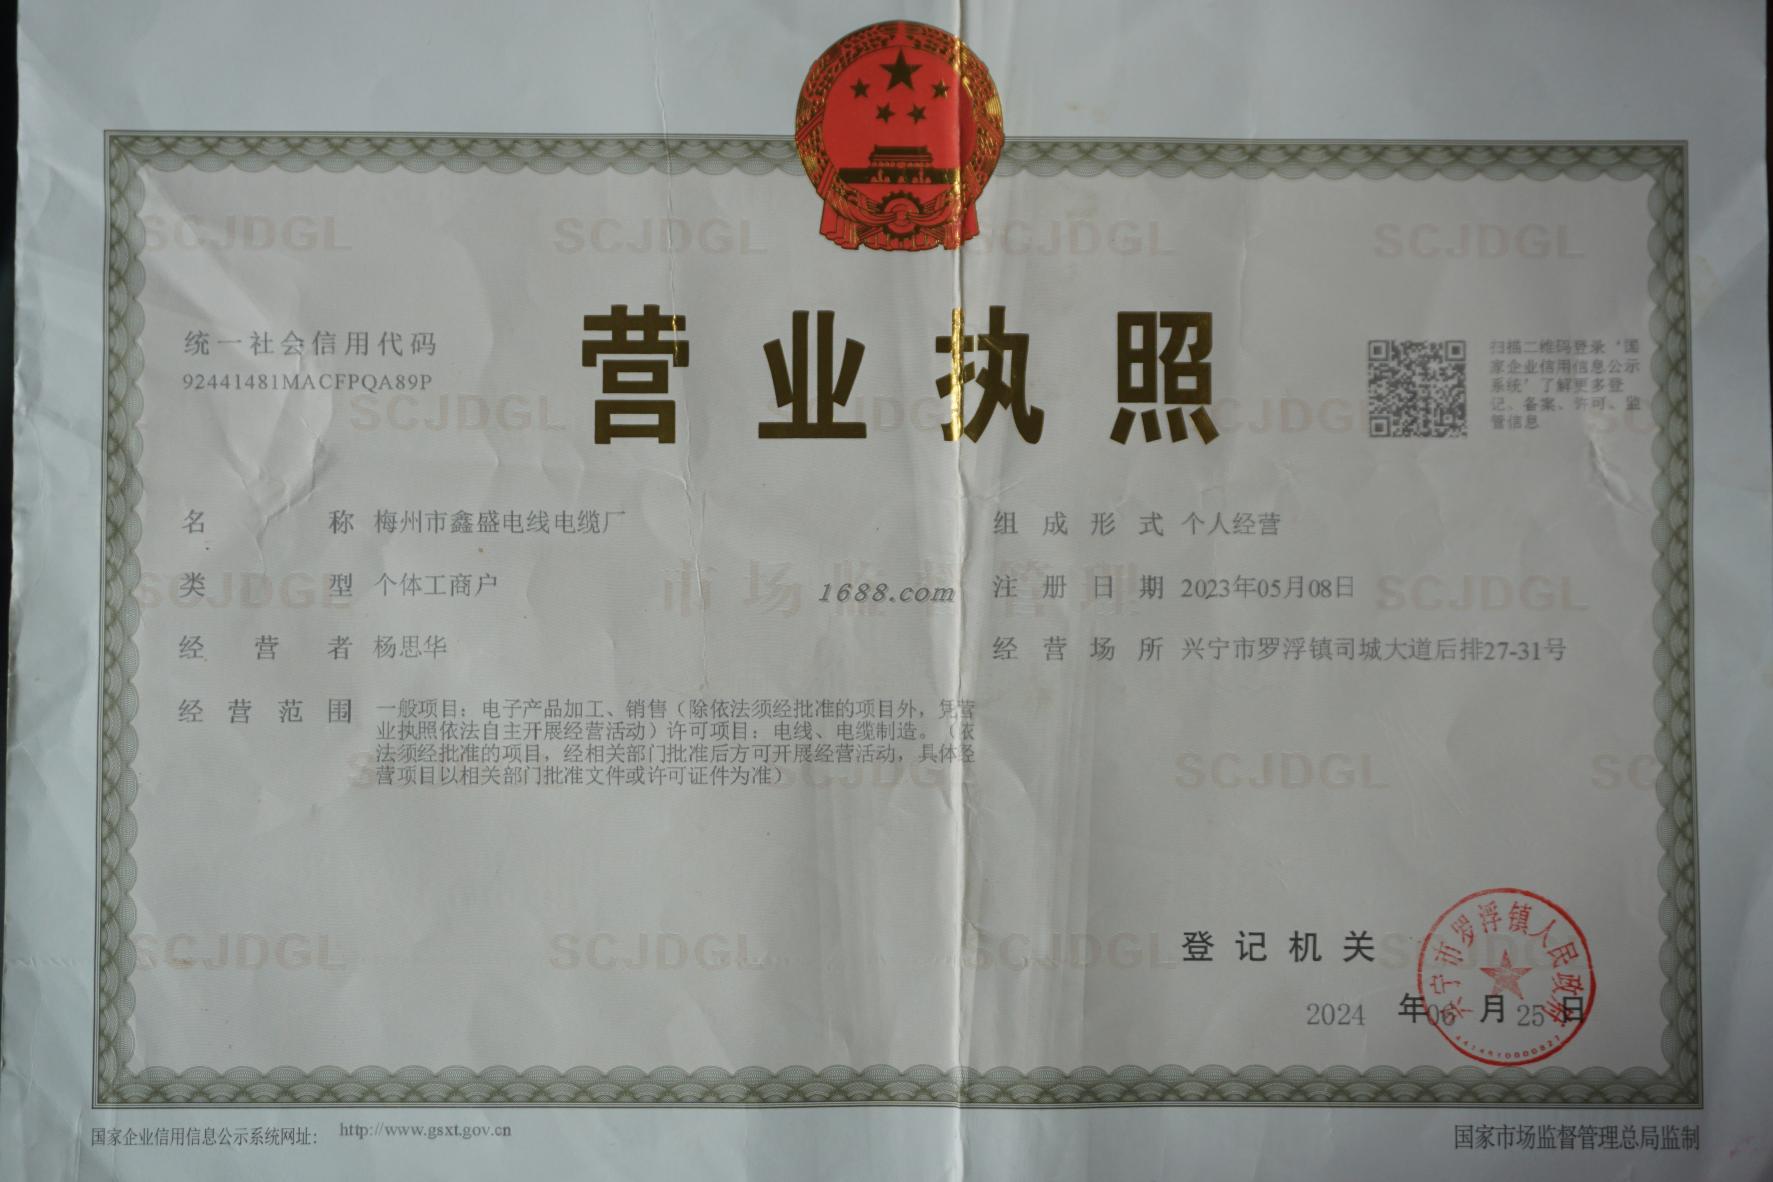 营业执照
统一社会信用代码
92441481MACFPQA89P
扫描二维码登录‘国
家企业信用信息公示
系统’了解更多登
记、备案、许可、监
管信息
名称 梅州市鑫盛电线电缆厂
组成形式 个人经营
类型 个体工商户
1688.com
注册日期 2023年05月08日
经营者 杨思华
经营场所 兴宁市罗浮镇司城大道后排27-31号
经营范围 一般项目：电子产品加工、销售（除依法须经批准的项目外，凭营
业执照依法自主开展经营活动）许可项目：电线、电缆制造。（依
法须经批准的项目，经相关部门批准后方可开展经营活动，具体经
营项目以相关部门批准文件或许可证件为准）
市场监督管理
SCJDGL SCJDGL SCJDGL SCJDGL
登记机关
兴宁市罗浮镇人民政府
2024 年 06 月 25 日
国家企业信用信息公示系统网址： http://www.gsxt.gov.cn
国家市场监督管理总局监制